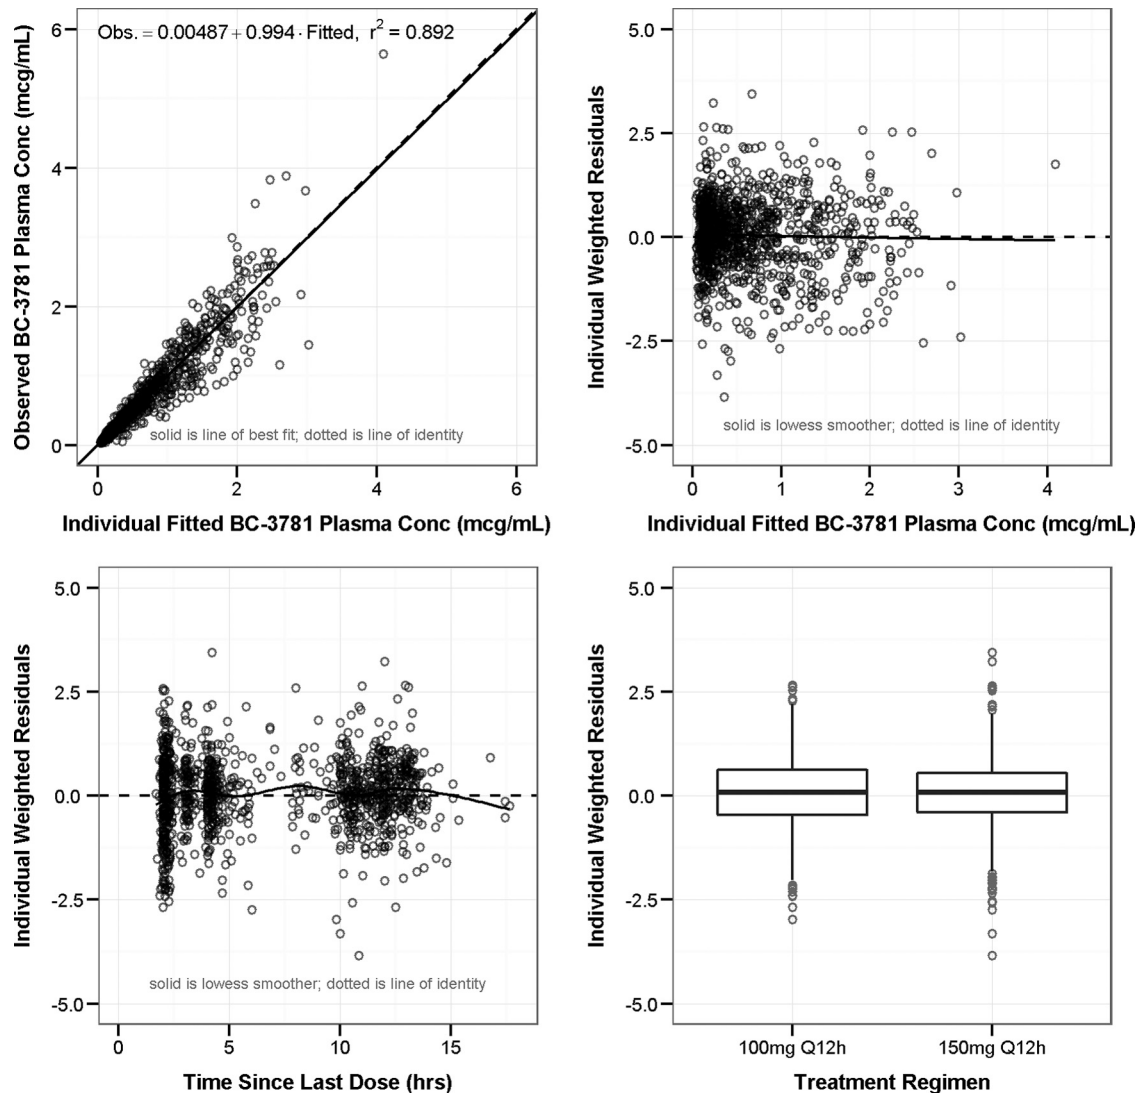 Obs. = 0.00487 + 0.994 · Fitted, r² = 0.892
Observed BC-3781 Plasma Conc (mcg/mL)
6
4
2
0
solid is line of best fit; dotted is line of identity
0 2 4 6
Individual Fitted BC-3781 Plasma Conc (mcg/mL)
Individual Weighted Residuals
5.0
2.5
0.0
-2.5
-5.0
solid is lowess smoother; dotted is line of identity
0 1 2 3 4
Individual Fitted BC-3781 Plasma Conc (mcg/mL)
Individual Weighted Residuals
5.0
2.5
0.0
-2.5
-5.0
solid is lowess smoother; dotted is line of identity
0 5 10 15
Time Since Last Dose (hrs)
Individual Weighted Residuals
5.0
2.5
0.0
-2.5
-5.0
100mg Q12h 150mg Q12h
Treatment Regimen